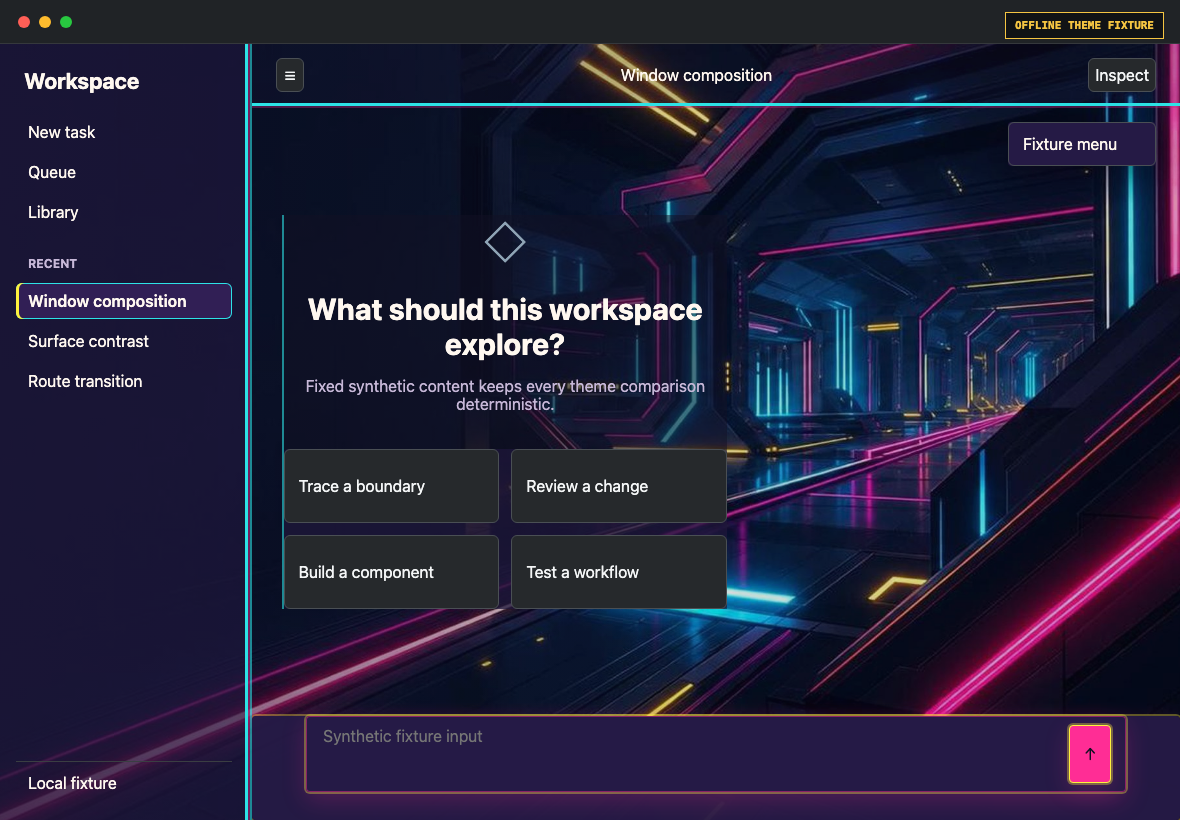 OFFLINE THEME FIXTURE
Workspace
New task
Queue
Library
RECENT
Window composition
Surface contrast
Route transition
Local fixture
Window composition
Inspect
Fixture menu
What should this workspace
explore?
Fixed synthetic content keeps every theme comparison
deterministic.
Trace a boundary
Review a change
Build a component
Test a workflow
Synthetic fixture input